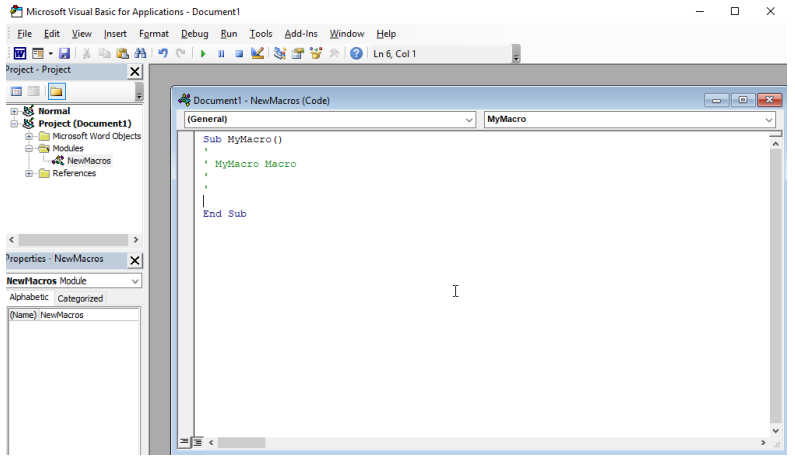 Microsoft Visual Basic for Applications - Document1
File Edit View Insert Format Debug Run Tools Add-Ins Window Help
Ln 6, Col 1
Project - Project
Normal
Project (Document1)
Microsoft Word Objects
Modules
NewMacros
References
Properties - NewMacros
NewMacros Module
Alphabetic Categorized
(Name) NewMacros
Document1 - NewMacros (Code)
(General) MyMacro
Sub MyMacro()
'
' MyMacro Macro
'
'
End Sub